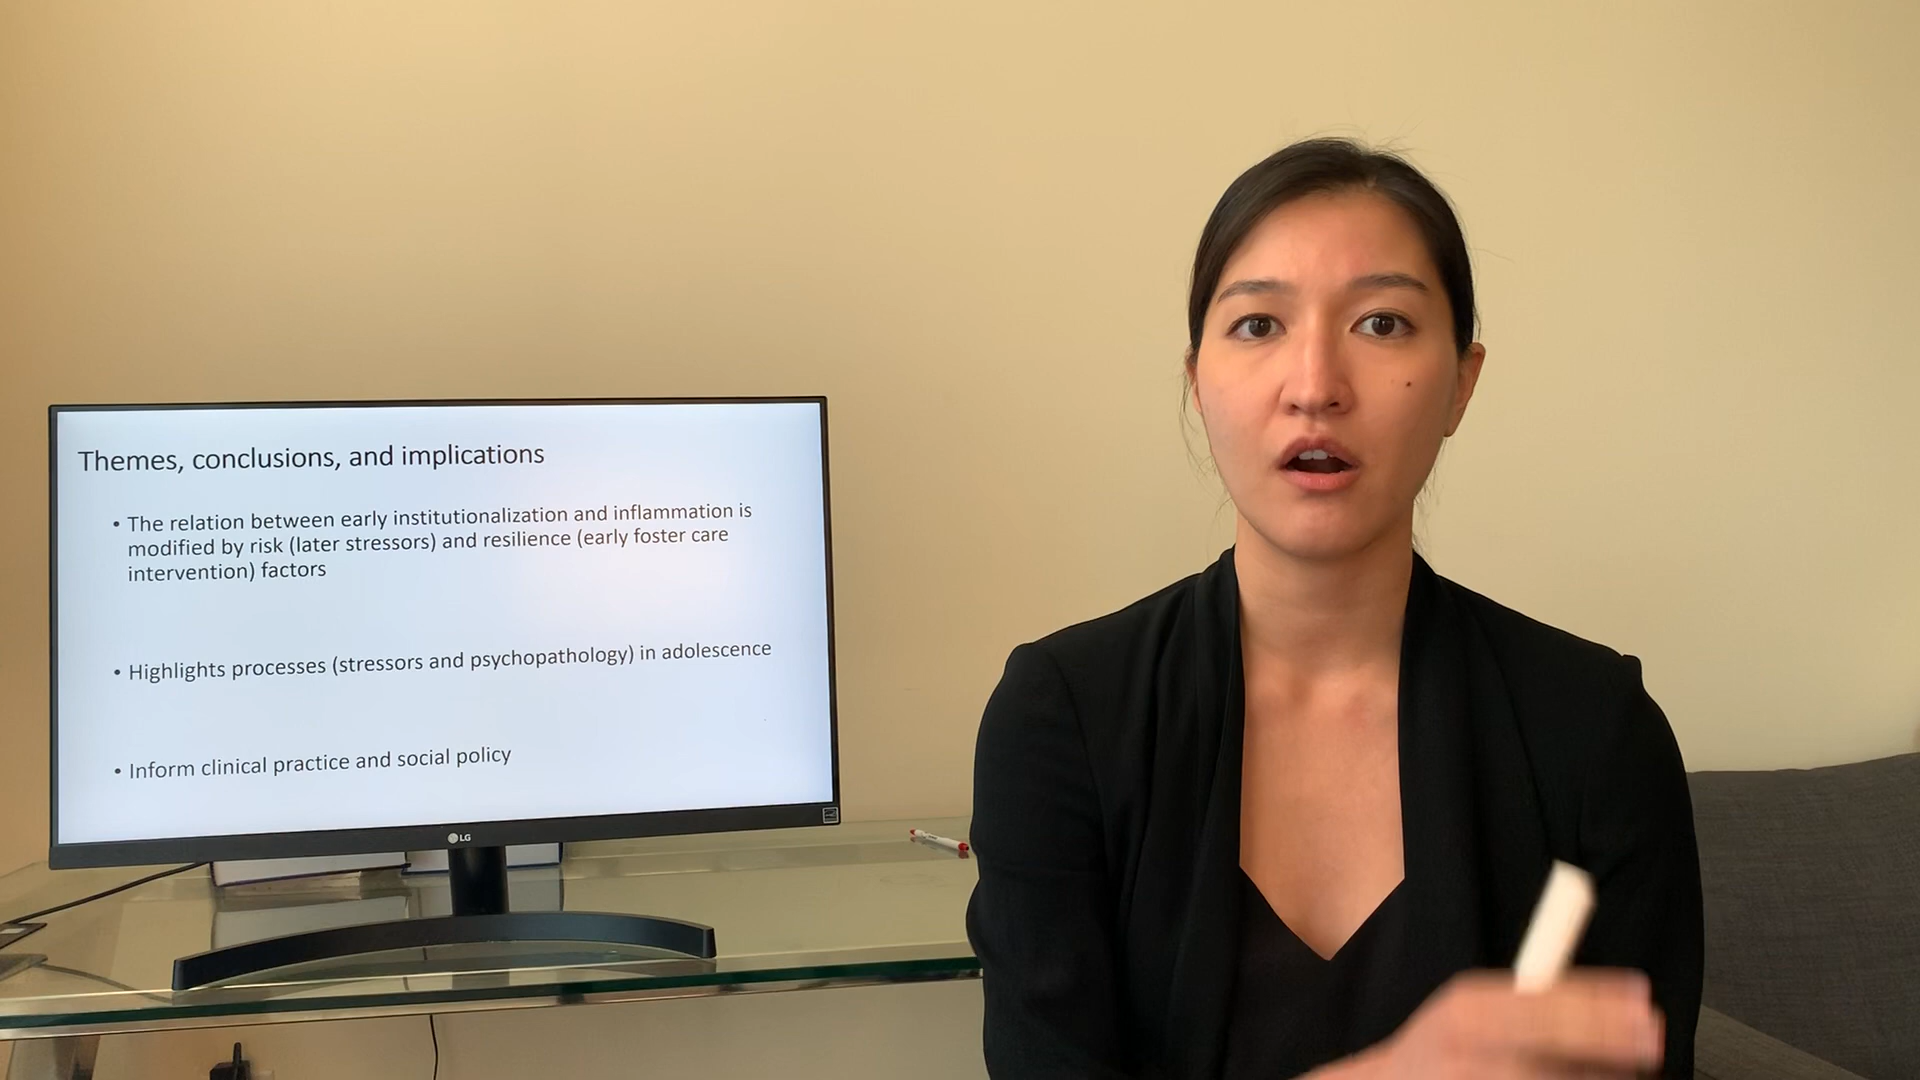 Themes, conclusions, and implications
• The relation between early institutionalization and inflammation is
modified by risk (later stressors) and resilience (early foster care
intervention) factors
• Highlights processes (stressors and psychopathology) in adolescence
• Inform clinical practice and social policy
LG